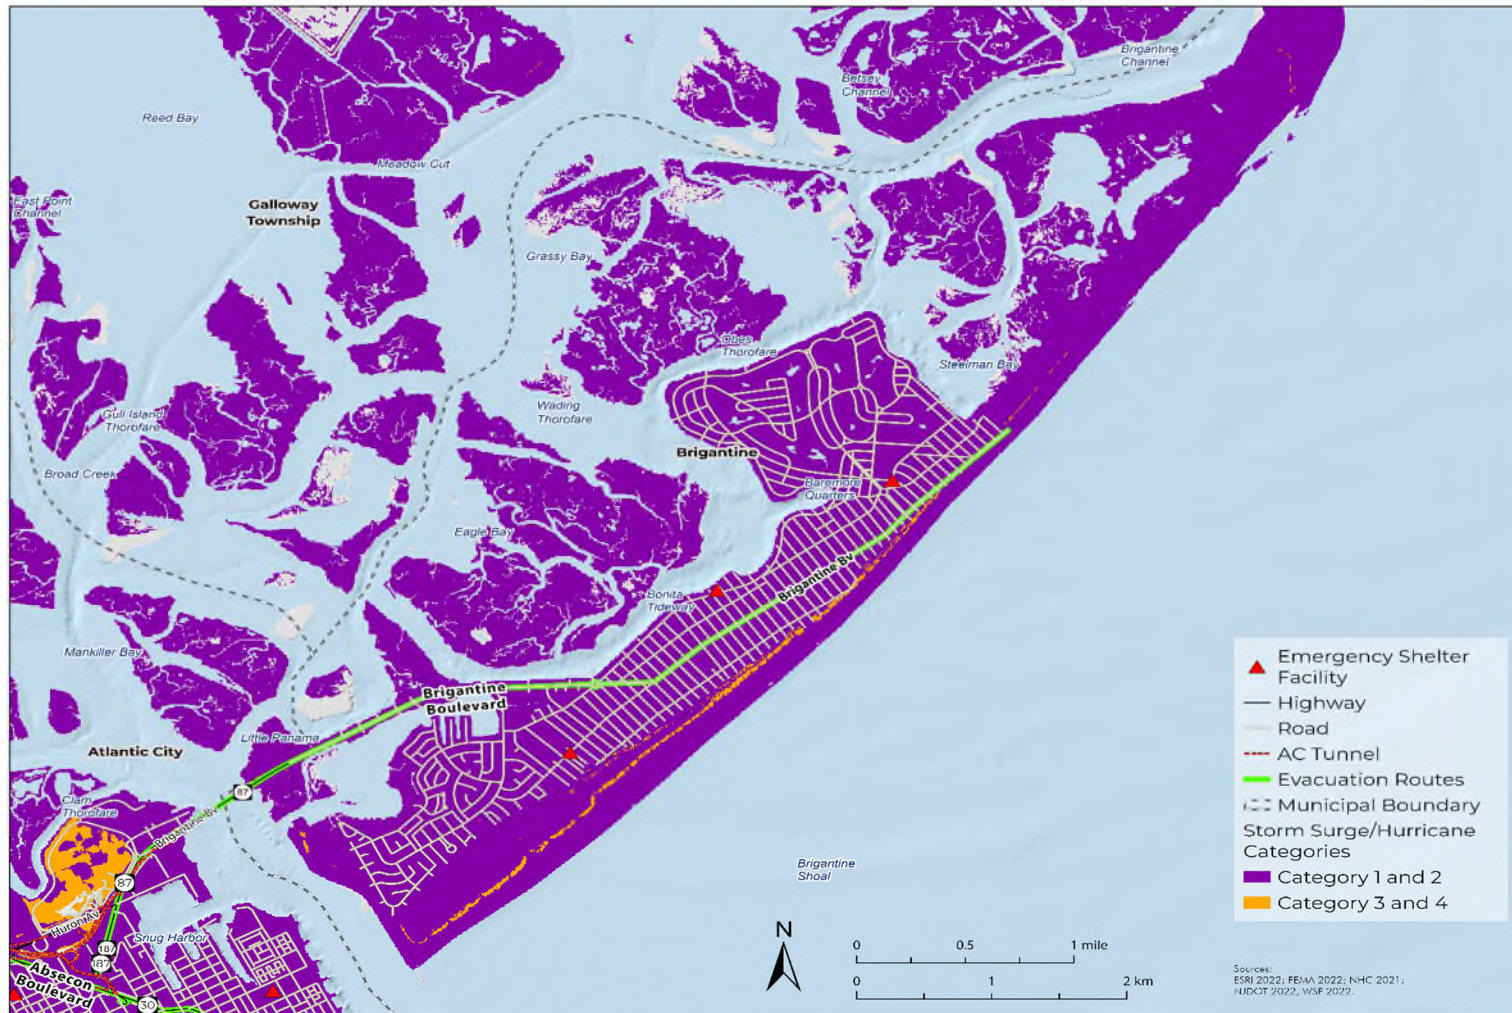 Brigantine
Channel
Betsey
Channel
Reed Bay
Meadow Cut
East Point
Channel
Galloway
Township
Grassy Bay
Obes
Thorofare
Steelman Bay
Wading
Thorofare
Gull Island
Thorofare
Brigantine
Broad Creek
Baremore
Quarters
Eagle Bay
Brigantine Bv
Bonita
Tideway
Mankiller Bay
Brigantine
Boulevard
Little Panama
Atlantic City
87
Clam
Thorofare
Brigantine Bv
Brigantine
Shoal
87
Huron Av
Snug Harbor
187
187
Absecon
Boulevard
30
N
0 0.5 1 mile
0 1 2 km
Emergency Shelter
Facility
Highway
Road
AC Tunnel
Evacuation Routes
Municipal Boundary
Storm Surge/Hurricane
Categories
Category 1 and 2
Category 3 and 4
Sources:
ESRI 2022; FEMA 2022; NHC 2021;
NJDOT 2022, WSP 2022.